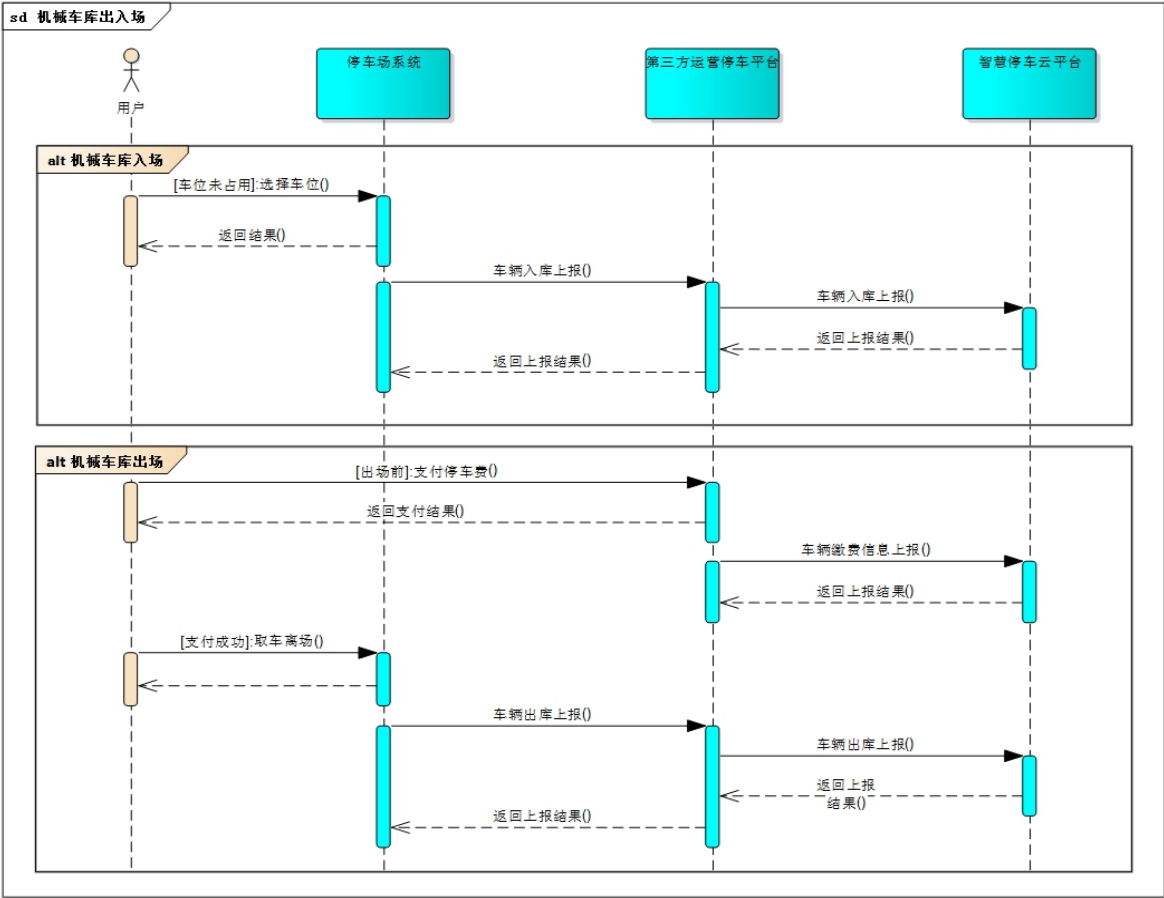 sd 机械车库出入场
用户
停车场系统
第三方运营停车平台
智慧停车云平台
alt 机械车库入场
[车位未占用]:选择车位()
返回结果()
车辆入库上报()
车辆入库上报()
返回上报结果()
返回上报结果()
alt 机械车库出场
[出场前]:支付停车费()
返回支付结果()
车辆缴费信息上报()
返回上报结果()
[支付成功]:取车离场()
车辆出库上报()
车辆出库上报()
返回上报
结果()
返回上报结果()